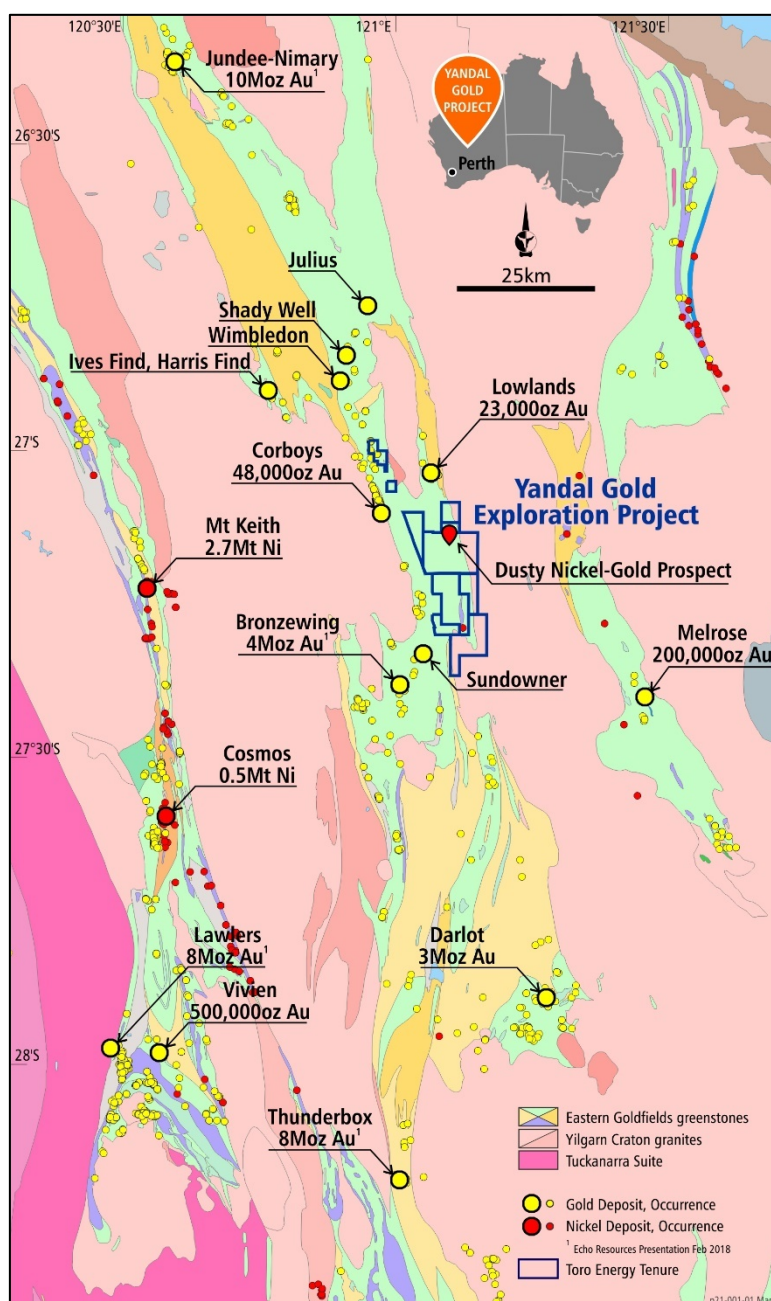 120°30'E
121°E
121°30'E
Jundee-Nimary
10Moz Au¹
YANDAL
GOLD
PROJECT
Perth
26°30'S
25km
Julius
Shady Well
Wimbledon
Ives Find, Harris Find
Lowlands
23,000oz Au
27°S
Corboys
48,000oz Au
Yandal Gold
Exploration Project
Mt Keith
2.7Mt Ni
Dusty Nickel-Gold Prospect
Bronzewing
4Moz Au¹
Melrose
200,000oz Au
Sundowner
27°30'S
Cosmos
0.5Mt Ni
Lawlers
8Moz Au¹
Darlot
3Moz Au
Vivien
500,000oz Au
28°S
Thunderbox
8Moz Au¹
Eastern Goldfields greenstones
Yilgarn Craton granites
Tuckanarra Suite
Gold Deposit, Occurrence
Nickel Deposit, Occurrence
¹ Echo Resources Presentation Feb 2018
Toro Energy Tenure